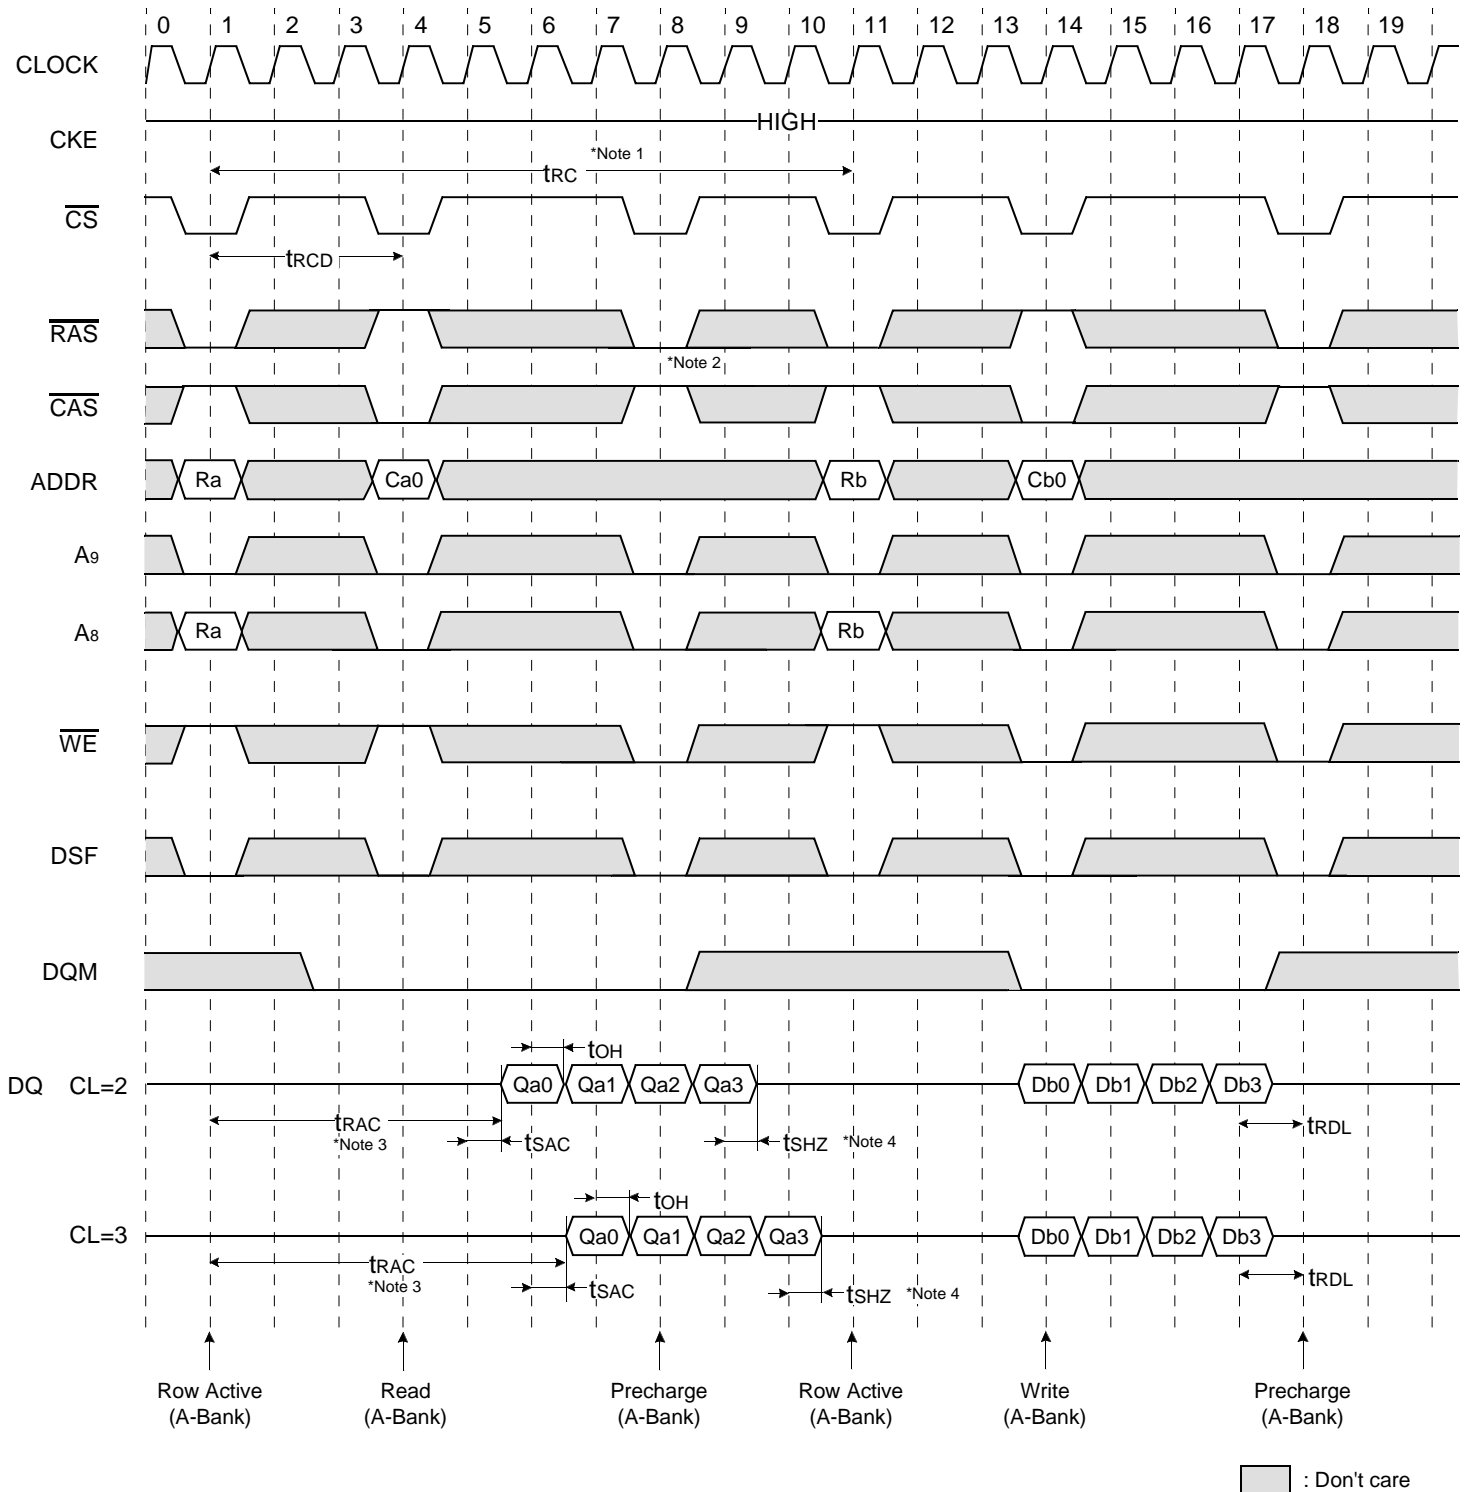 0 1 2 3 4 5 6 7 8 9 10 11 12 13 14 15 16 17 18 19
CLOCK
HIGH
CKE
*Note 1
tRC
CS
tRCD
RAS
*Note 2
CAS
ADDR Ra Ca0 Rb Cb0
A9
A8 Ra Rb
WE
DSF
DQM
tOH
DQ CL=2 Qa0 Qa1 Qa2 Qa3 Db0 Db1 Db2 Db3
tRAC tRDL
*Note 3 tSAC tSHZ *Note 4
tOH
CL=3 Qa0 Qa1 Qa2 Qa3 Db0 Db1 Db2 Db3
tRAC tRDL
*Note 3 tSAC tSHZ *Note 4
Row Active Read Precharge Row Active Write Precharge
(A-Bank) (A-Bank) (A-Bank) (A-Bank) (A-Bank) (A-Bank)
: Don't care